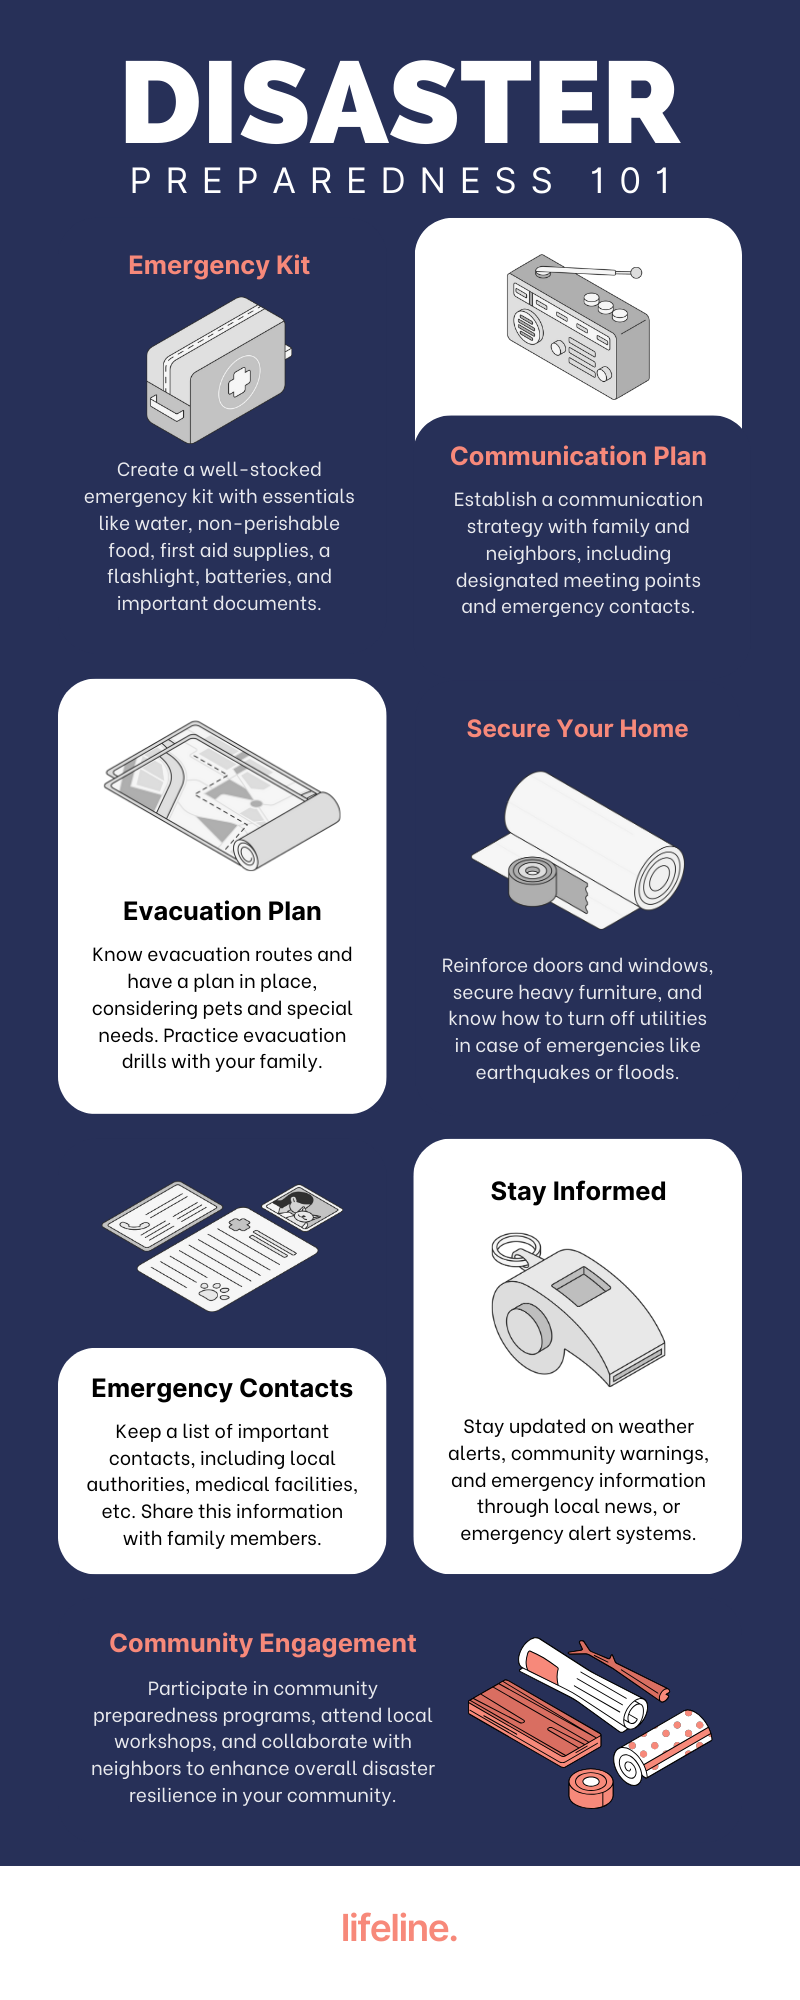 DISASTER
PREPAREDNESS 101
Emergency Kit
Create a well-stocked
emergency kit with essentials
like water, non-perishable
food, first aid supplies, a
flashlight, batteries, and
important documents.
Communication Plan
Establish a communication
strategy with family and
neighbors, including
designated meeting points
and emergency contacts.
Evacuation Plan
Know evacuation routes and
have a plan in place,
considering pets and special
needs. Practice evacuation
drills with your family.
Secure Your Home
Reinforce doors and windows,
secure heavy furniture, and
know how to turn off utilities
in case of emergencies like
earthquakes or floods.
Emergency Contacts
Keep a list of important
contacts, including local
authorities, medical facilities,
etc. Share this information
with family members.
Stay Informed
Stay updated on weather
alerts, community warnings,
and emergency information
through local news, or
emergency alert systems.
Community Engagement
Participate in community
preparedness programs, attend local
workshops, and collaborate with
neighbors to enhance overall disaster
resilience in your community.
lifeline.